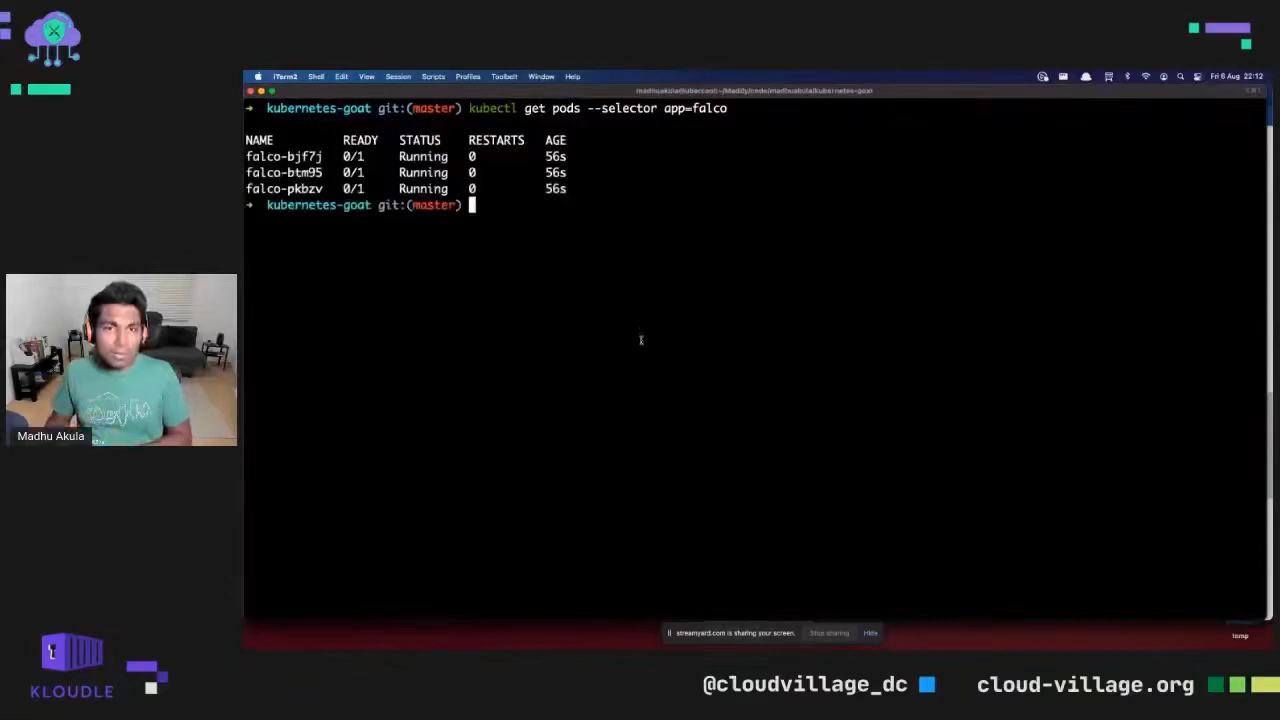 iTerm2 Shell Edit View Session Scripts Profiles Toolbelt Window Help
Fri 6 Aug 22:12
➜ kubernetes-goat git:(master) kubectl get pods --selector app=falco
NAME READY STATUS RESTARTS AGE
falco-bjf7j 0/1 Running 0 56s
falco-btm95 0/1 Running 0 56s
falco-pkbzv 0/1 Running 0 56s
➜ kubernetes-goat git:(master)
Madhu Akula
streamyard.com is sharing your screen. Stop sharing Hide
temp
KLOUDLE
@cloudvillage_dc
cloud-village.org